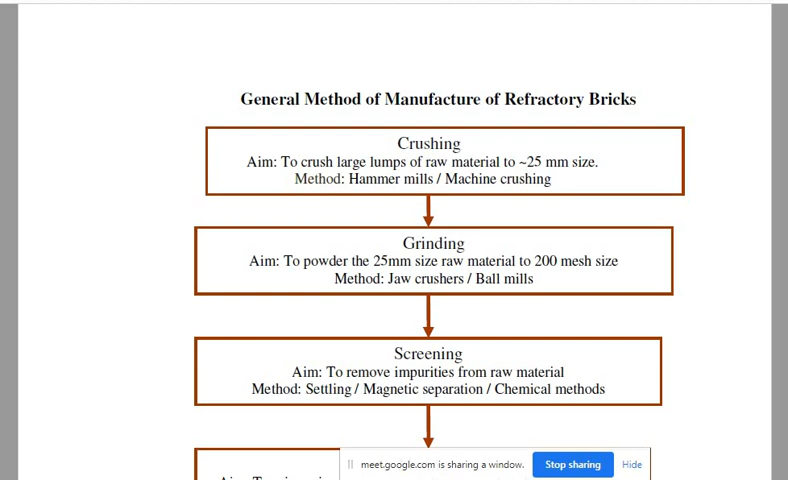 General Method of Manufacture of Refractory Bricks
Crushing
Aim: To crush large lumps of raw material to ~25 mm size.
Method: Hammer mills / Machine crushing
Grinding
Aim: To powder the 25mm size raw material to 200 mesh size
Method: Jaw crushers / Ball mills
Screening
Aim: To remove impurities from raw material
Method: Settling / Magnetic separation / Chemical methods
meet.google.com is sharing a window.
Stop sharing
Hide